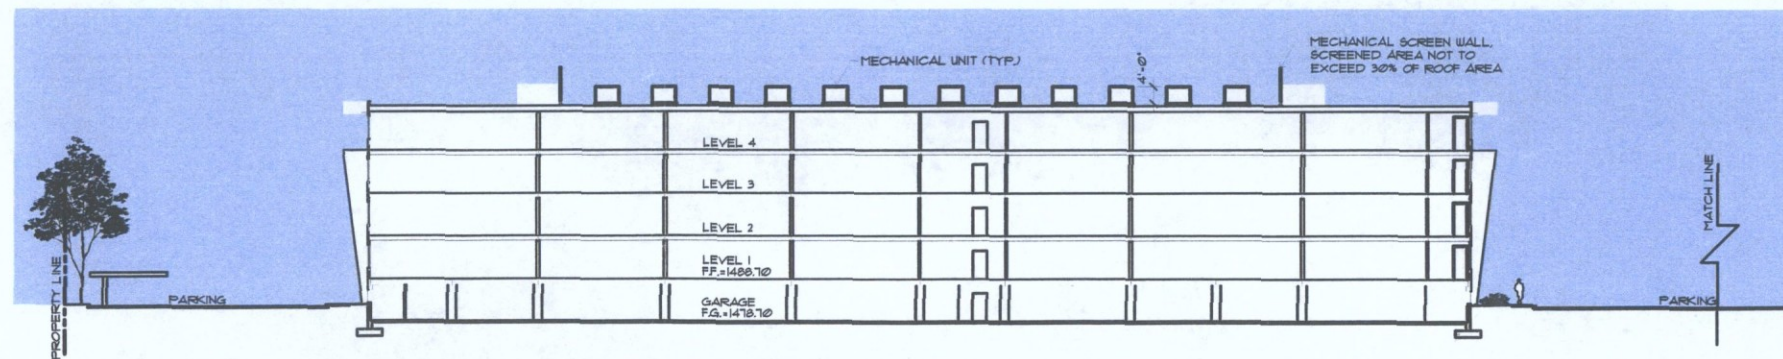 MECHANICAL UNIT (TYP.)
4'-0"
MECHANICAL SCREEN WALL,
SCREENED AREA NOT TO
EXCEED 30% OF ROOF AREA
LEVEL 4
LEVEL 3
LEVEL 2
LEVEL 1
F.F.=1488.70
GARAGE
F.G.=1478.70
PROPERTY LINE
PARKING
PARKING
MATCH LINE